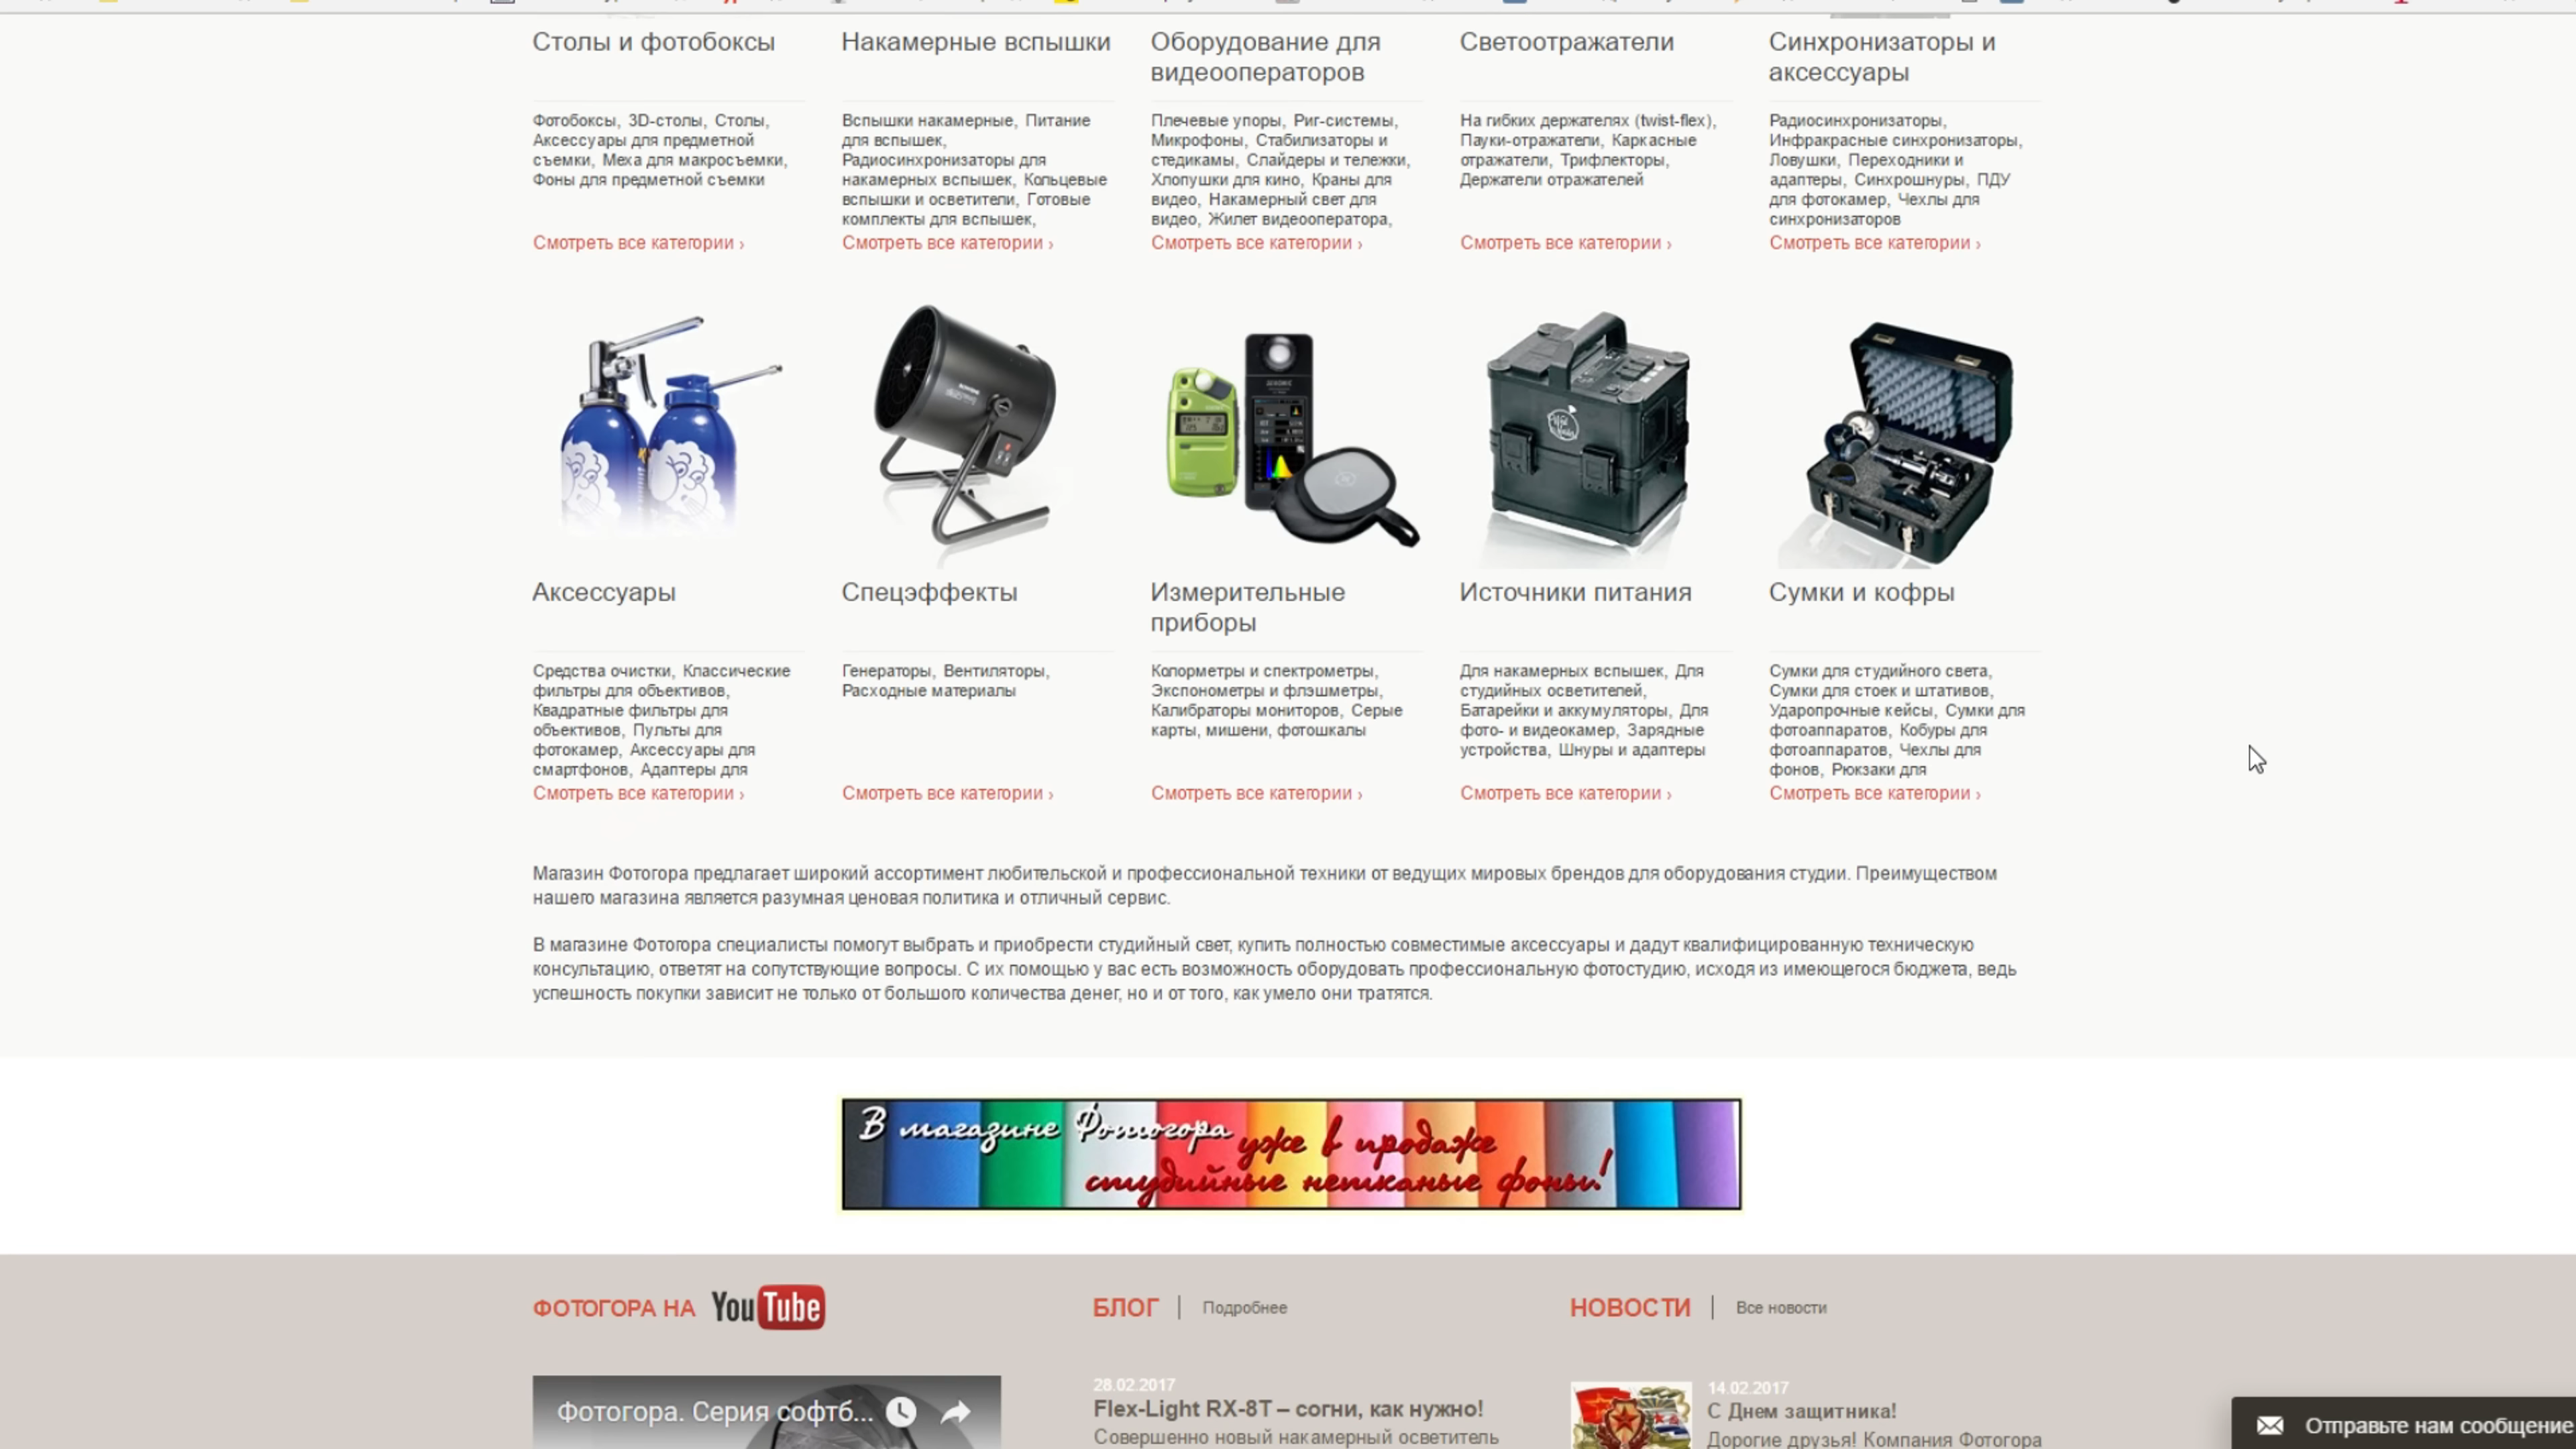 Столы и фотобоксы
Фотобоксы, 3D-столы, Столы,
Аксессуары для предметной
съемки, Меха для макросъемки,
Фоны для предметной съемки
Смотреть все категории ›
Накамерные вспышки
Вспышки накамерные, Питание
для вспышек,
Радиосинхронизаторы для
накамерных вспышек, Кольцевые
вспышки и осветители, Готовые
комплекты для вспышек,
Смотреть все категории ›
Оборудование для
видеооператоров
Плечевые упоры, Риг-системы,
Микрофоны, Стабилизаторы и
стедикамы, Слайдеры и тележки,
Хлопушки для кино, Краны для
видео, Накамерный свет для
видео, Жилет видеооператора,
Смотреть все категории ›
Светоотражатели
На гибких держателях (twist-flex),
Пауки-отражатели, Каркасные
отражатели, Трифлекторы,
Держатели отражателей
Смотреть все категории ›
Синхронизаторы и
аксессуары
Радиосинхронизаторы,
Инфракрасные синхронизаторы,
Ловушки, Переходники и
адаптеры, Синхрошнуры, ПДУ
для фотокамер, Чехлы для
синхронизаторов
Смотреть все категории ›
Аксессуары
Средства очистки, Классические
фильтры для объективов,
Квадратные фильтры для
объективов, Пульты для
фотокамер, Аксессуары для
смартфонов, Адаптеры для
Смотреть все категории ›
Спецэффекты
Генераторы, Вентиляторы,
Расходные материалы
Смотреть все категории ›
Измерительные
приборы
Колорметры и спектрометры,
Экспонометры и флэшметры,
Калибраторы мониторов, Серые
карты, мишени, фотошкалы
Смотреть все категории ›
Источники питания
Для накамерных вспышек, Для
студийных осветителей,
Батарейки и аккумуляторы, Для
фото- и видеокамер, Зарядные
устройства, Шнуры и адаптеры
Смотреть все категории ›
Сумки и кофры
Сумки для студийного света,
Сумки для стоек и штативов,
Ударопрочные кейсы, Сумки для
фотоаппаратов, Кобуры для
фотоаппаратов, Чехлы для
фонов, Рюкзаки для
Смотреть все категории ›
Магазин Фотогора предлагает широкий ассортимент любительской и профессиональной техники от ведущих мировых брендов для оборудования студии. Преимуществом
нашего магазина является разумная ценовая политика и отличный сервис.
В магазине Фотогора специалисты помогут выбрать и приобрести студийный свет, купить полностью совместимые аксессуары и дадут квалифицированную техническую
консультацию, ответят на сопутствующие вопросы. С их помощью у вас есть возможность оборудовать профессиональную фотостудию, исходя из имеющегося бюджета, ведь
успешность покупки зависит не только от большого количества денег, но и от того, как умело они тратятся.
В магазине Фотогора уже в продаже
студийные нетканые фоны!
ФОТОГОРА НА YouTube
Фотогора. Серия софтб...
БЛОГ | Подробнее
28.02.2017
Flex-Light RX-8T – согни, как нужно!
Совершенно новый накамерный осветитель
НОВОСТИ | Все новости
14.02.2017
С Днем защитника!
Дорогие друзья! Компания Фотогора
Отправьте нам сообщение